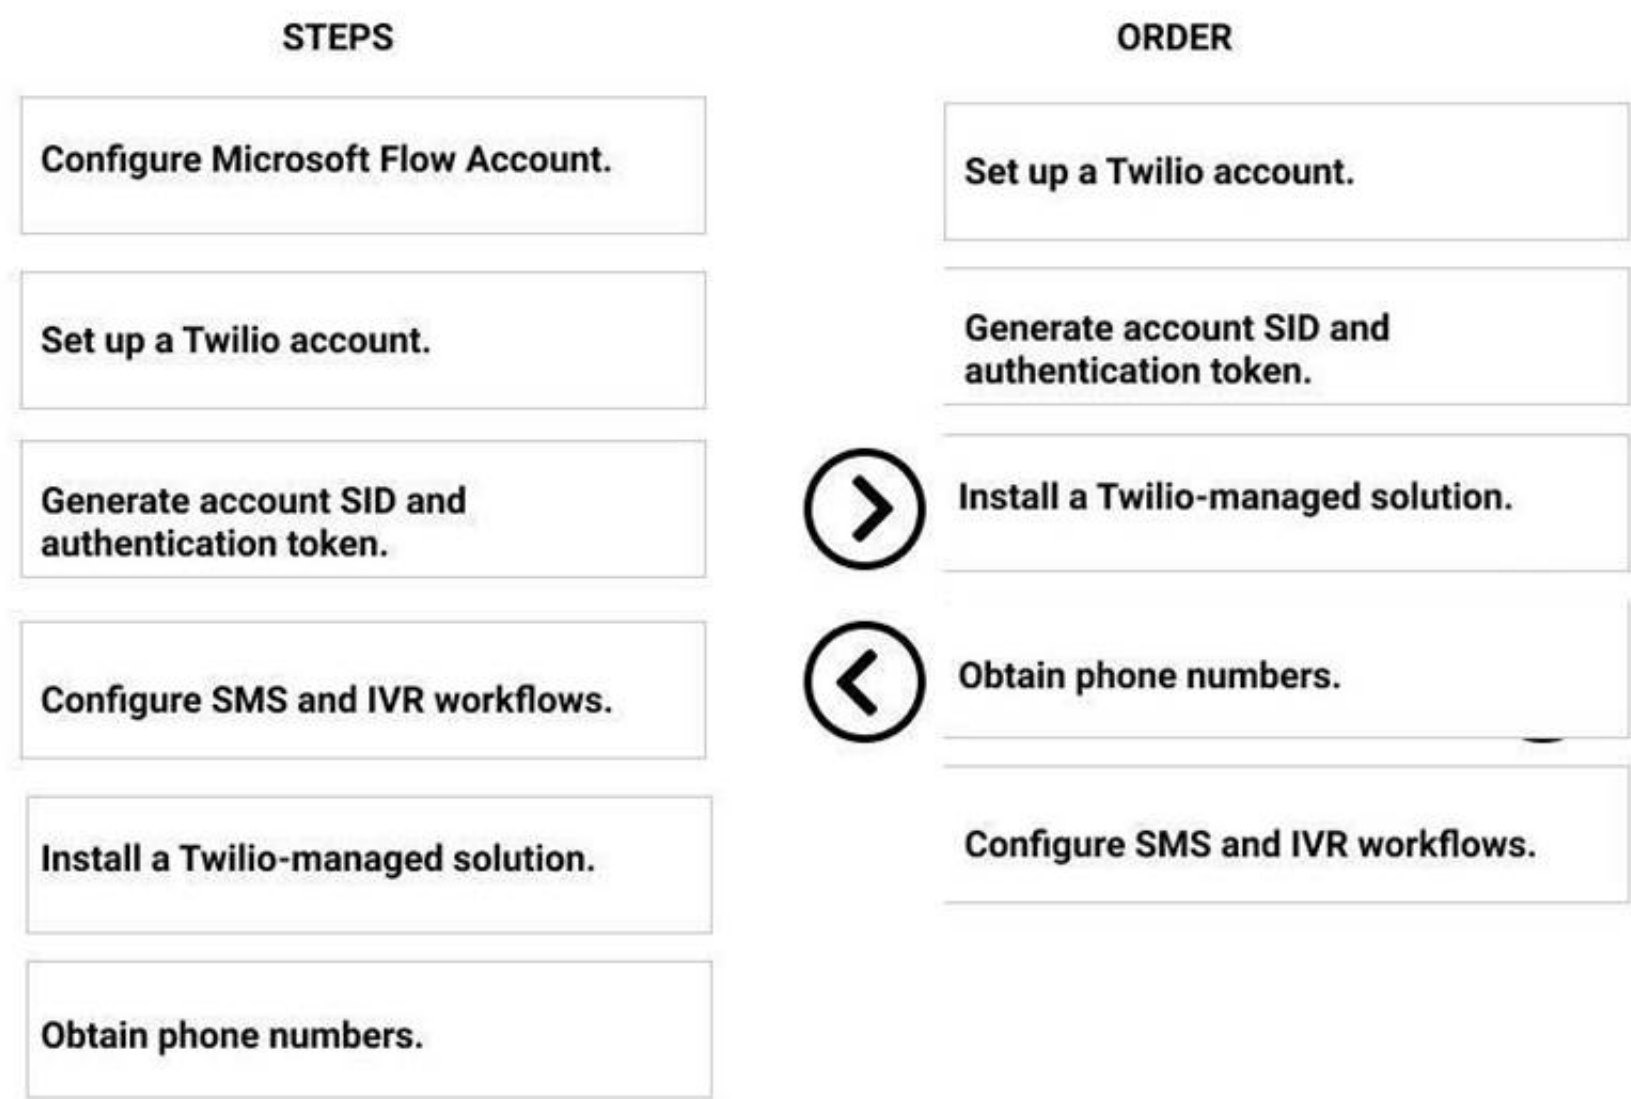 STEPS
Configure Microsoft Flow Account.
Set up a Twilio account.
Generate account SID and
authentication token.
Configure SMS and IVR workflows.
Install a Twilio-managed solution.
Obtain phone numbers.
ORDER
Set up a Twilio account.
Generate account SID and
authentication token.
Install a Twilio-managed solution.
Obtain phone numbers.
Configure SMS and IVR workflows.